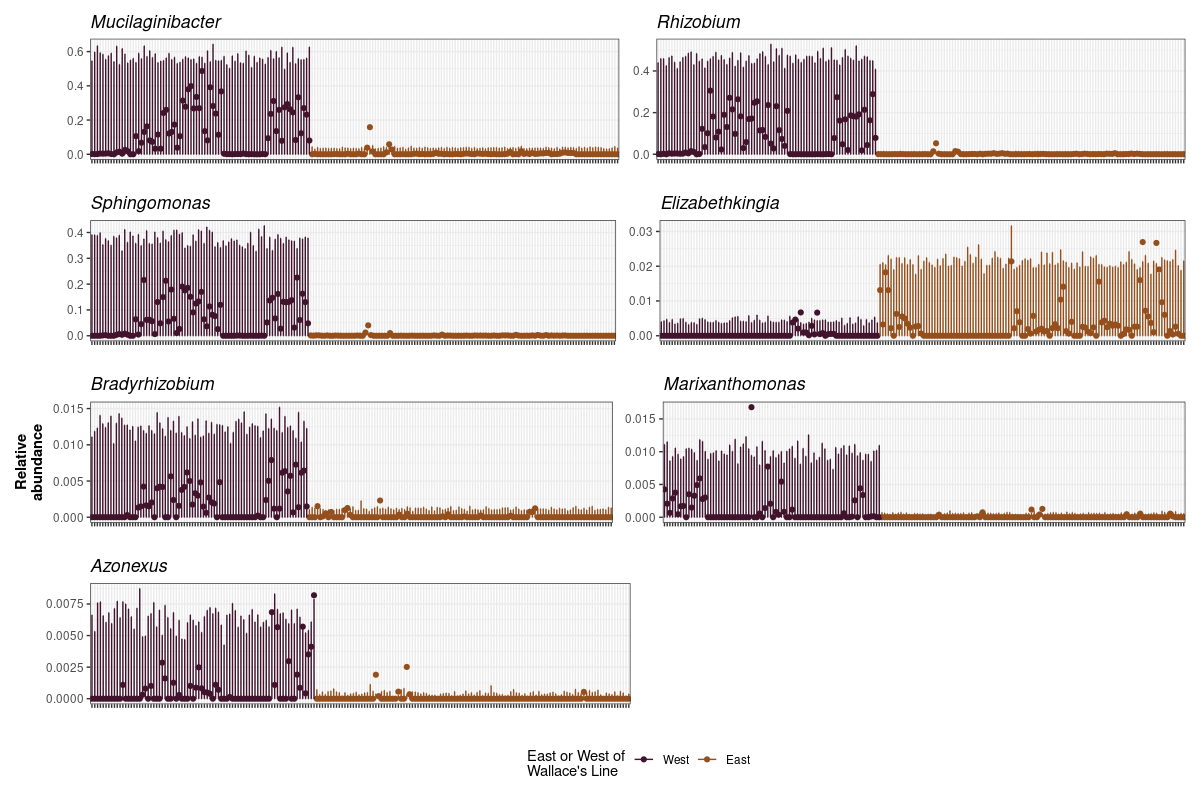 Mucilaginibacter
Rhizobium
0.6
0.4
0.2
0.0
0.4
0.2
0.0
Sphingomonas
Elizabethkingia
0.4
0.3
0.2
0.1
0.0
0.03
0.02
0.01
0.00
Bradyrhizobium
Marixanthomonas
0.015
0.010
0.005
0.000
0.015
0.010
0.005
0.000
Relative
abundance
Azonexus
0.0075
0.0050
0.0025
0.0000
East or West of
Wallace's Line
West
East